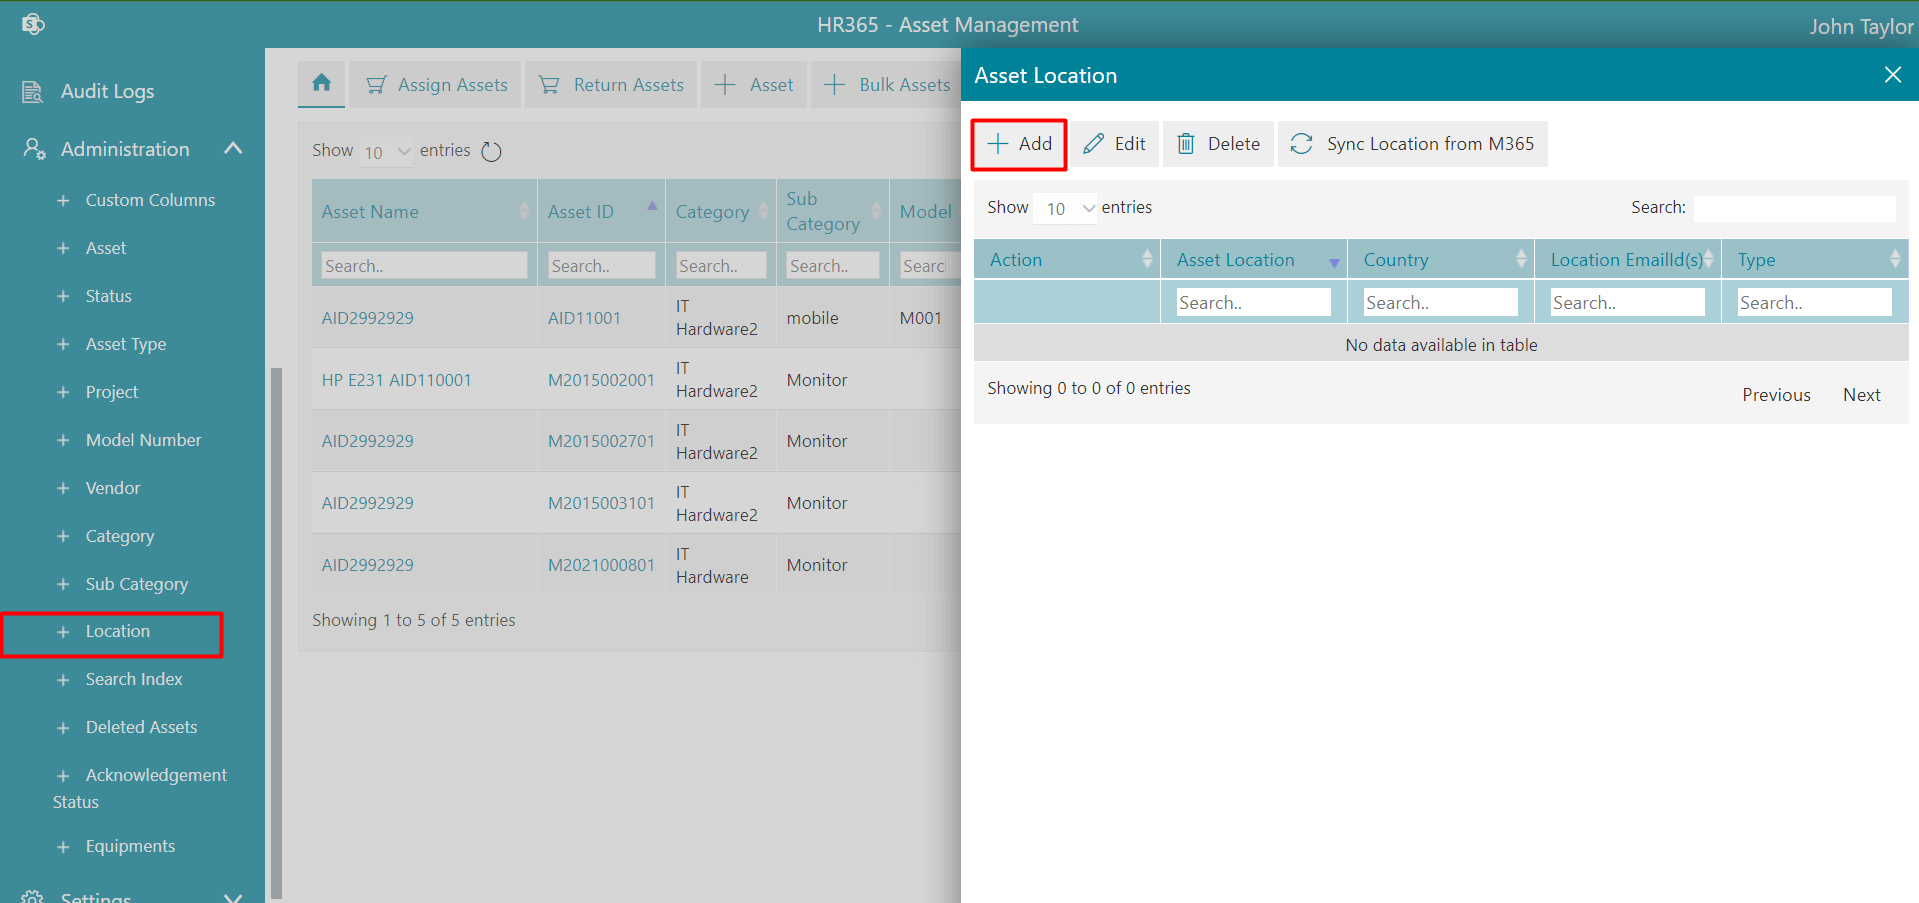 HR365 - Asset Management
John Taylor
Audit Logs
Administration
+ Custom Columns
+ Asset
+ Status
+ Asset Type
+ Project
+ Model Number
+ Vendor
+ Category
+ Sub Category
+ Location
+ Search Index
+ Deleted Assets
+ Acknowledgement
Status
+ Equipments
Settings
Assign Assets Return Assets + Asset + Bulk Assets
Show 10 entries
Asset Name Asset ID Category Sub Category Model
Search.. Search.. Search.. Search.. Searc
AID2992929 AID11001 IT Hardware2 mobile M001
HP E231 AID110001 M2015002001 IT Hardware2 Monitor
AID2992929 M2015002701 IT Hardware2 Monitor
AID2992929 M2015003101 IT Hardware2 Monitor
AID2992929 M2021000801 IT Hardware Monitor
Showing 1 to 5 of 5 entries
Asset Location
+ Add Edit Delete Sync Location from M365
Show 10 entries Search:
Action Asset Location Country Location EmailId(s) Type
Search.. Search.. Search.. Search..
No data available in table
Showing 0 to 0 of 0 entries
Previous Next